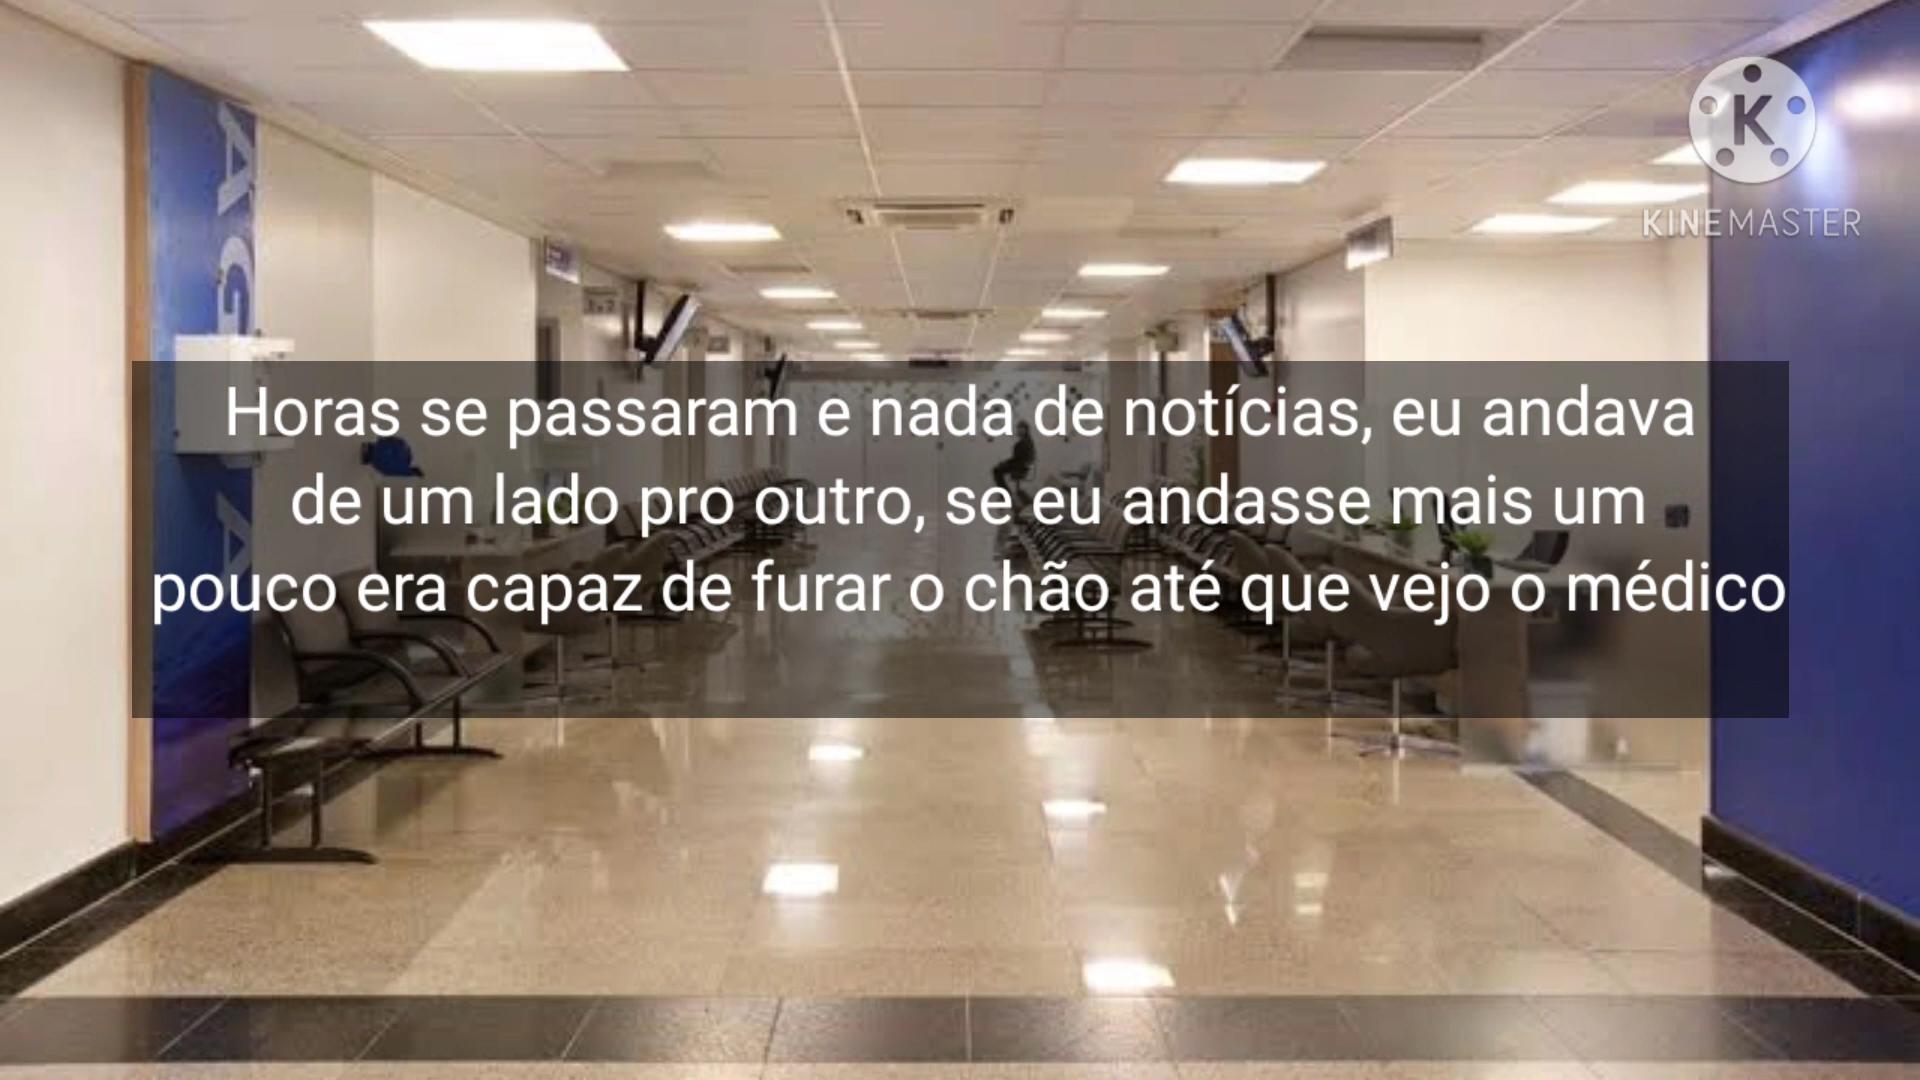 K
KINEMASTER
Horas se passaram e nada de notícias, eu andava
de um lado pro outro, se eu andasse mais um
pouco era capaz de furar o chão até que vejo o médico